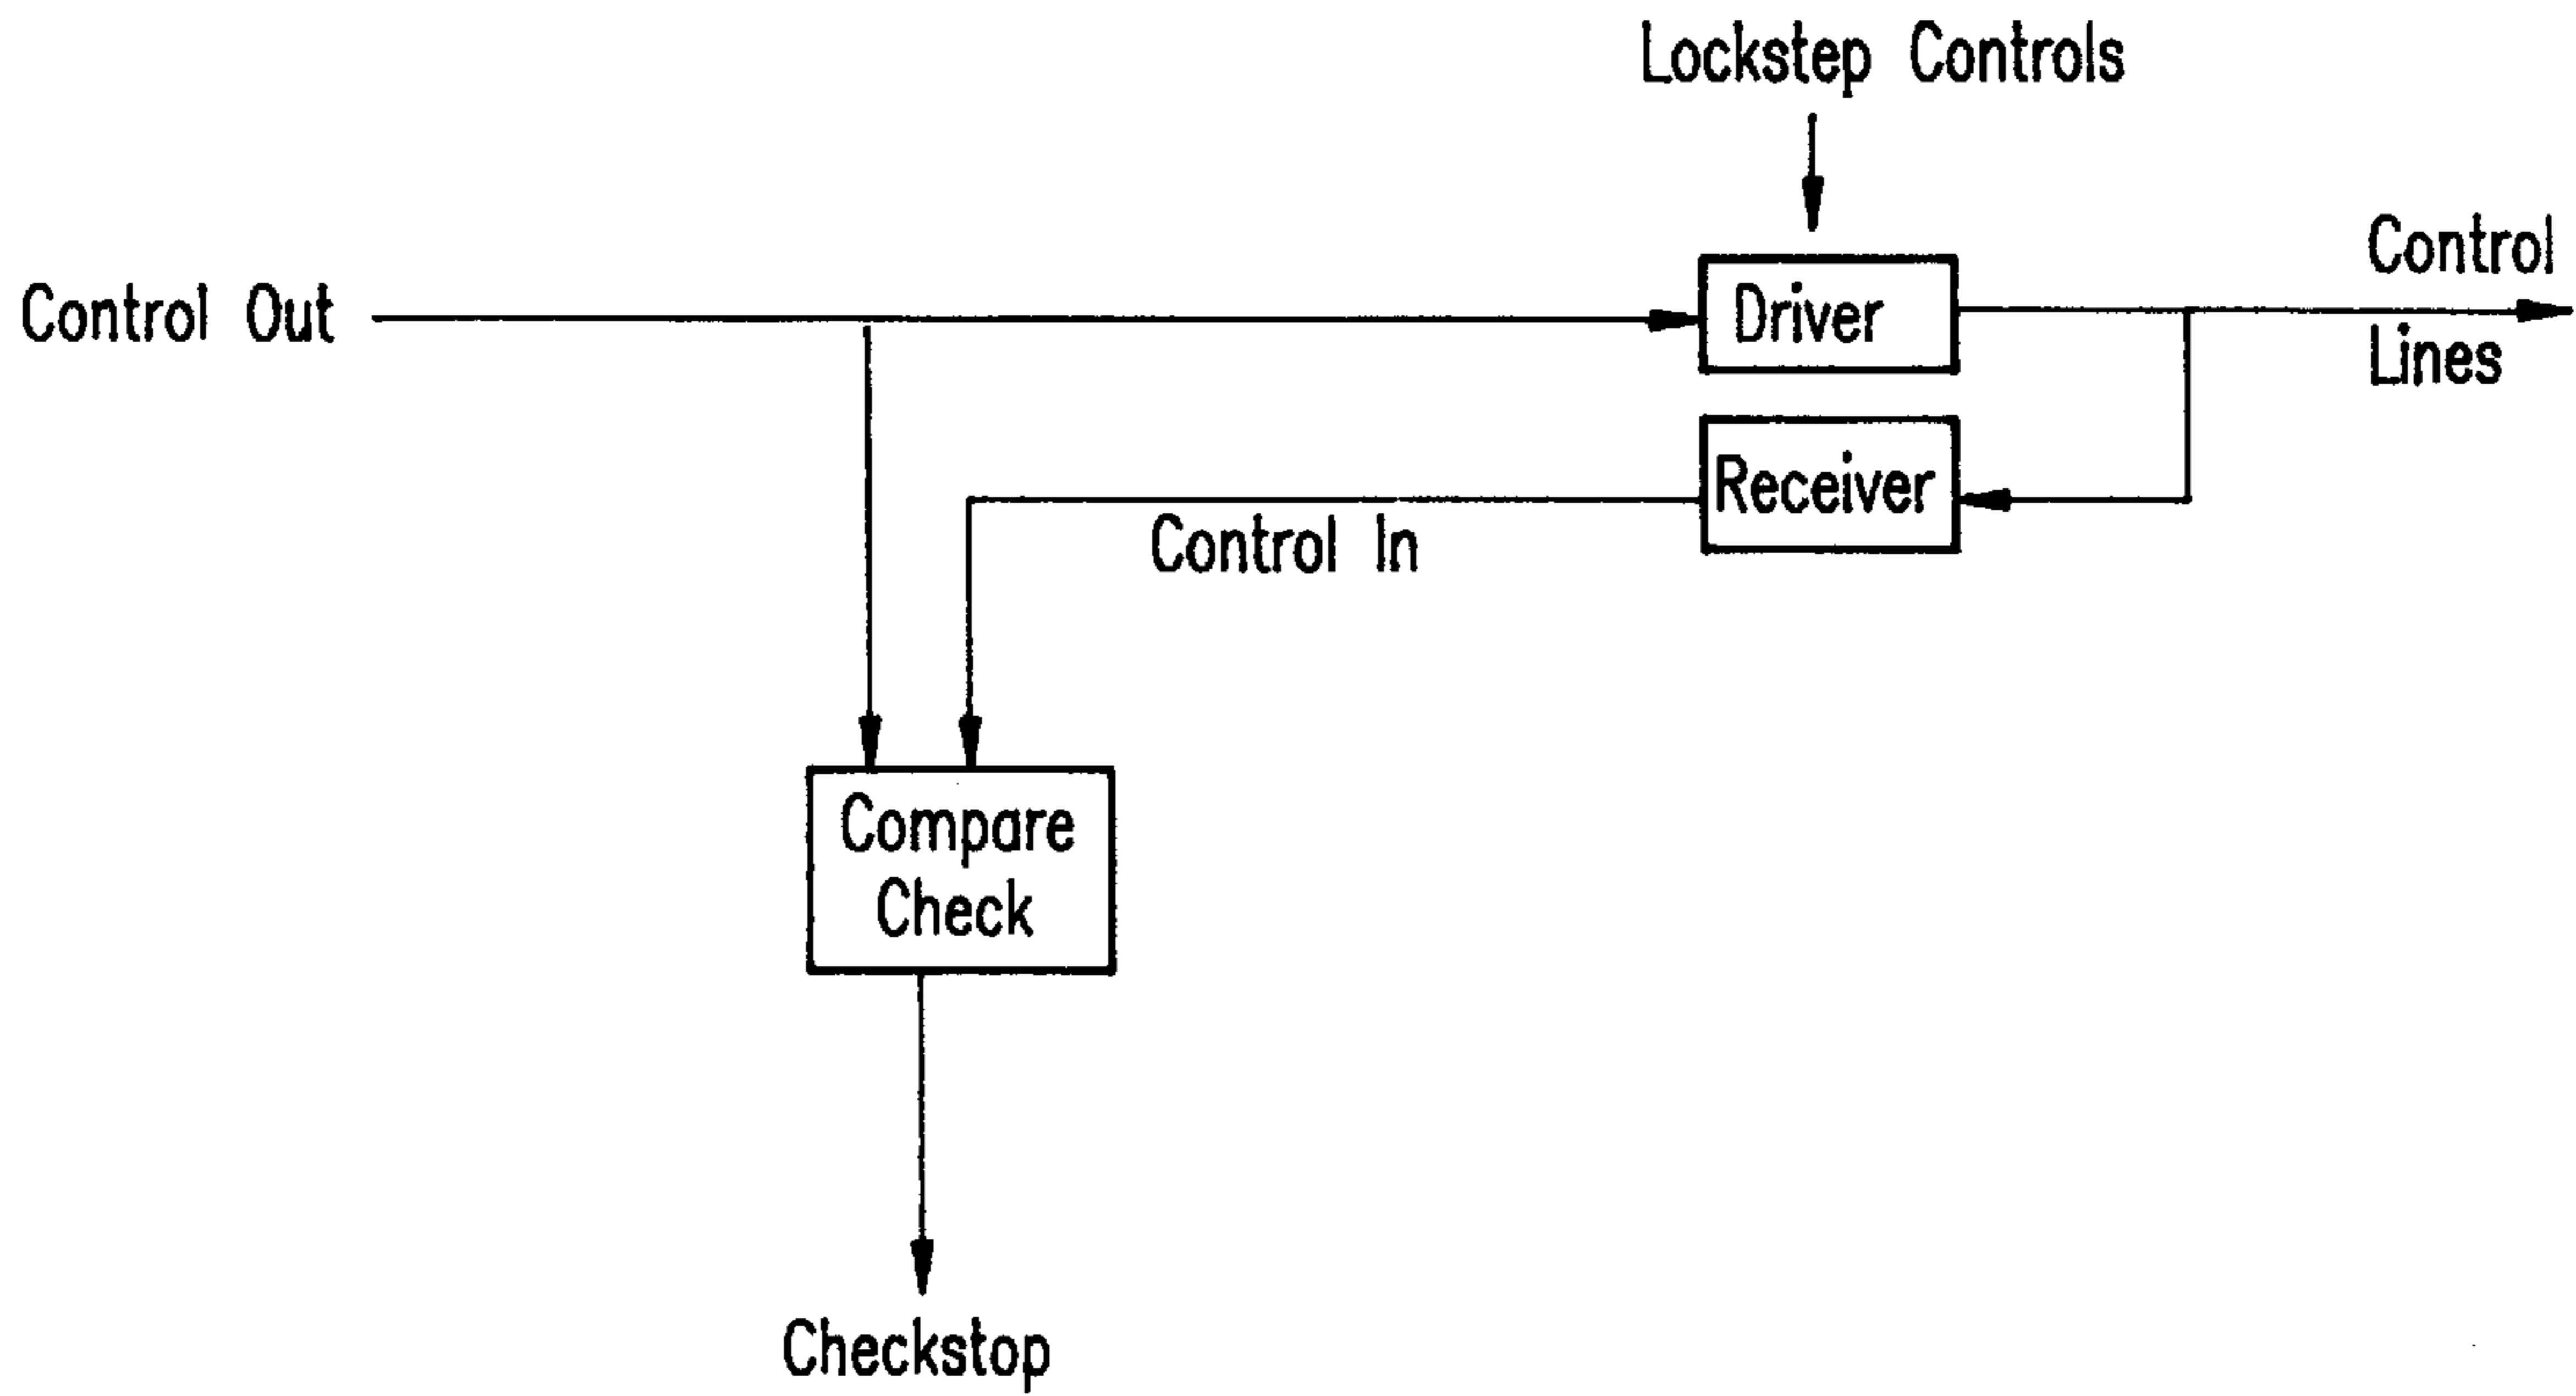 Lockstep Controls
Control
Control Out
Driver
Lines
Receiver
Control In
Compare
Check
Checkstop